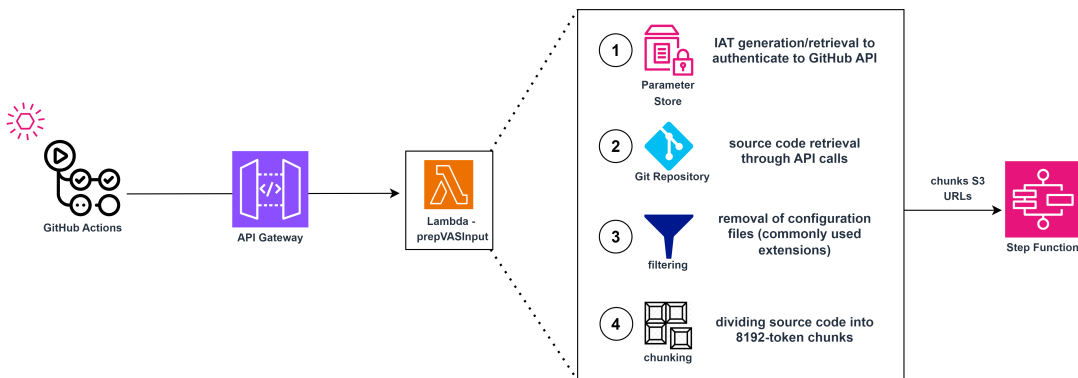 GitHub Actions
</>
API Gateway
Lambda -
prepVASInput
1
Parameter
Store
IAT generation/retrieval to
authenticate to GitHub API
2
Git Repository
source code retrieval
through API calls
3
filtering
removal of configuration
files (commonly used
extensions)
4
chunking
dividing source code into
8192-token chunks
chunks S3
URLs
Step Function